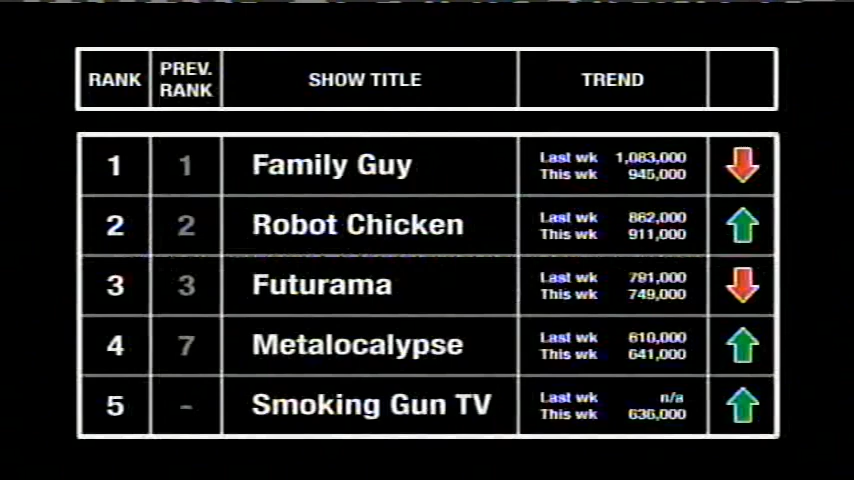 RANK PREV. RANK SHOW TITLE TREND
1 1 Family Guy Last wk 1,083,000
This wk 945,000
2 2 Robot Chicken Last wk 862,000
This wk 911,000
3 3 Futurama Last wk 791,000
This wk 749,000
4 7 Metalocalypse Last wk 610,000
This wk 641,000
5 - Smoking Gun TV Last wk n/a
This wk 636,000